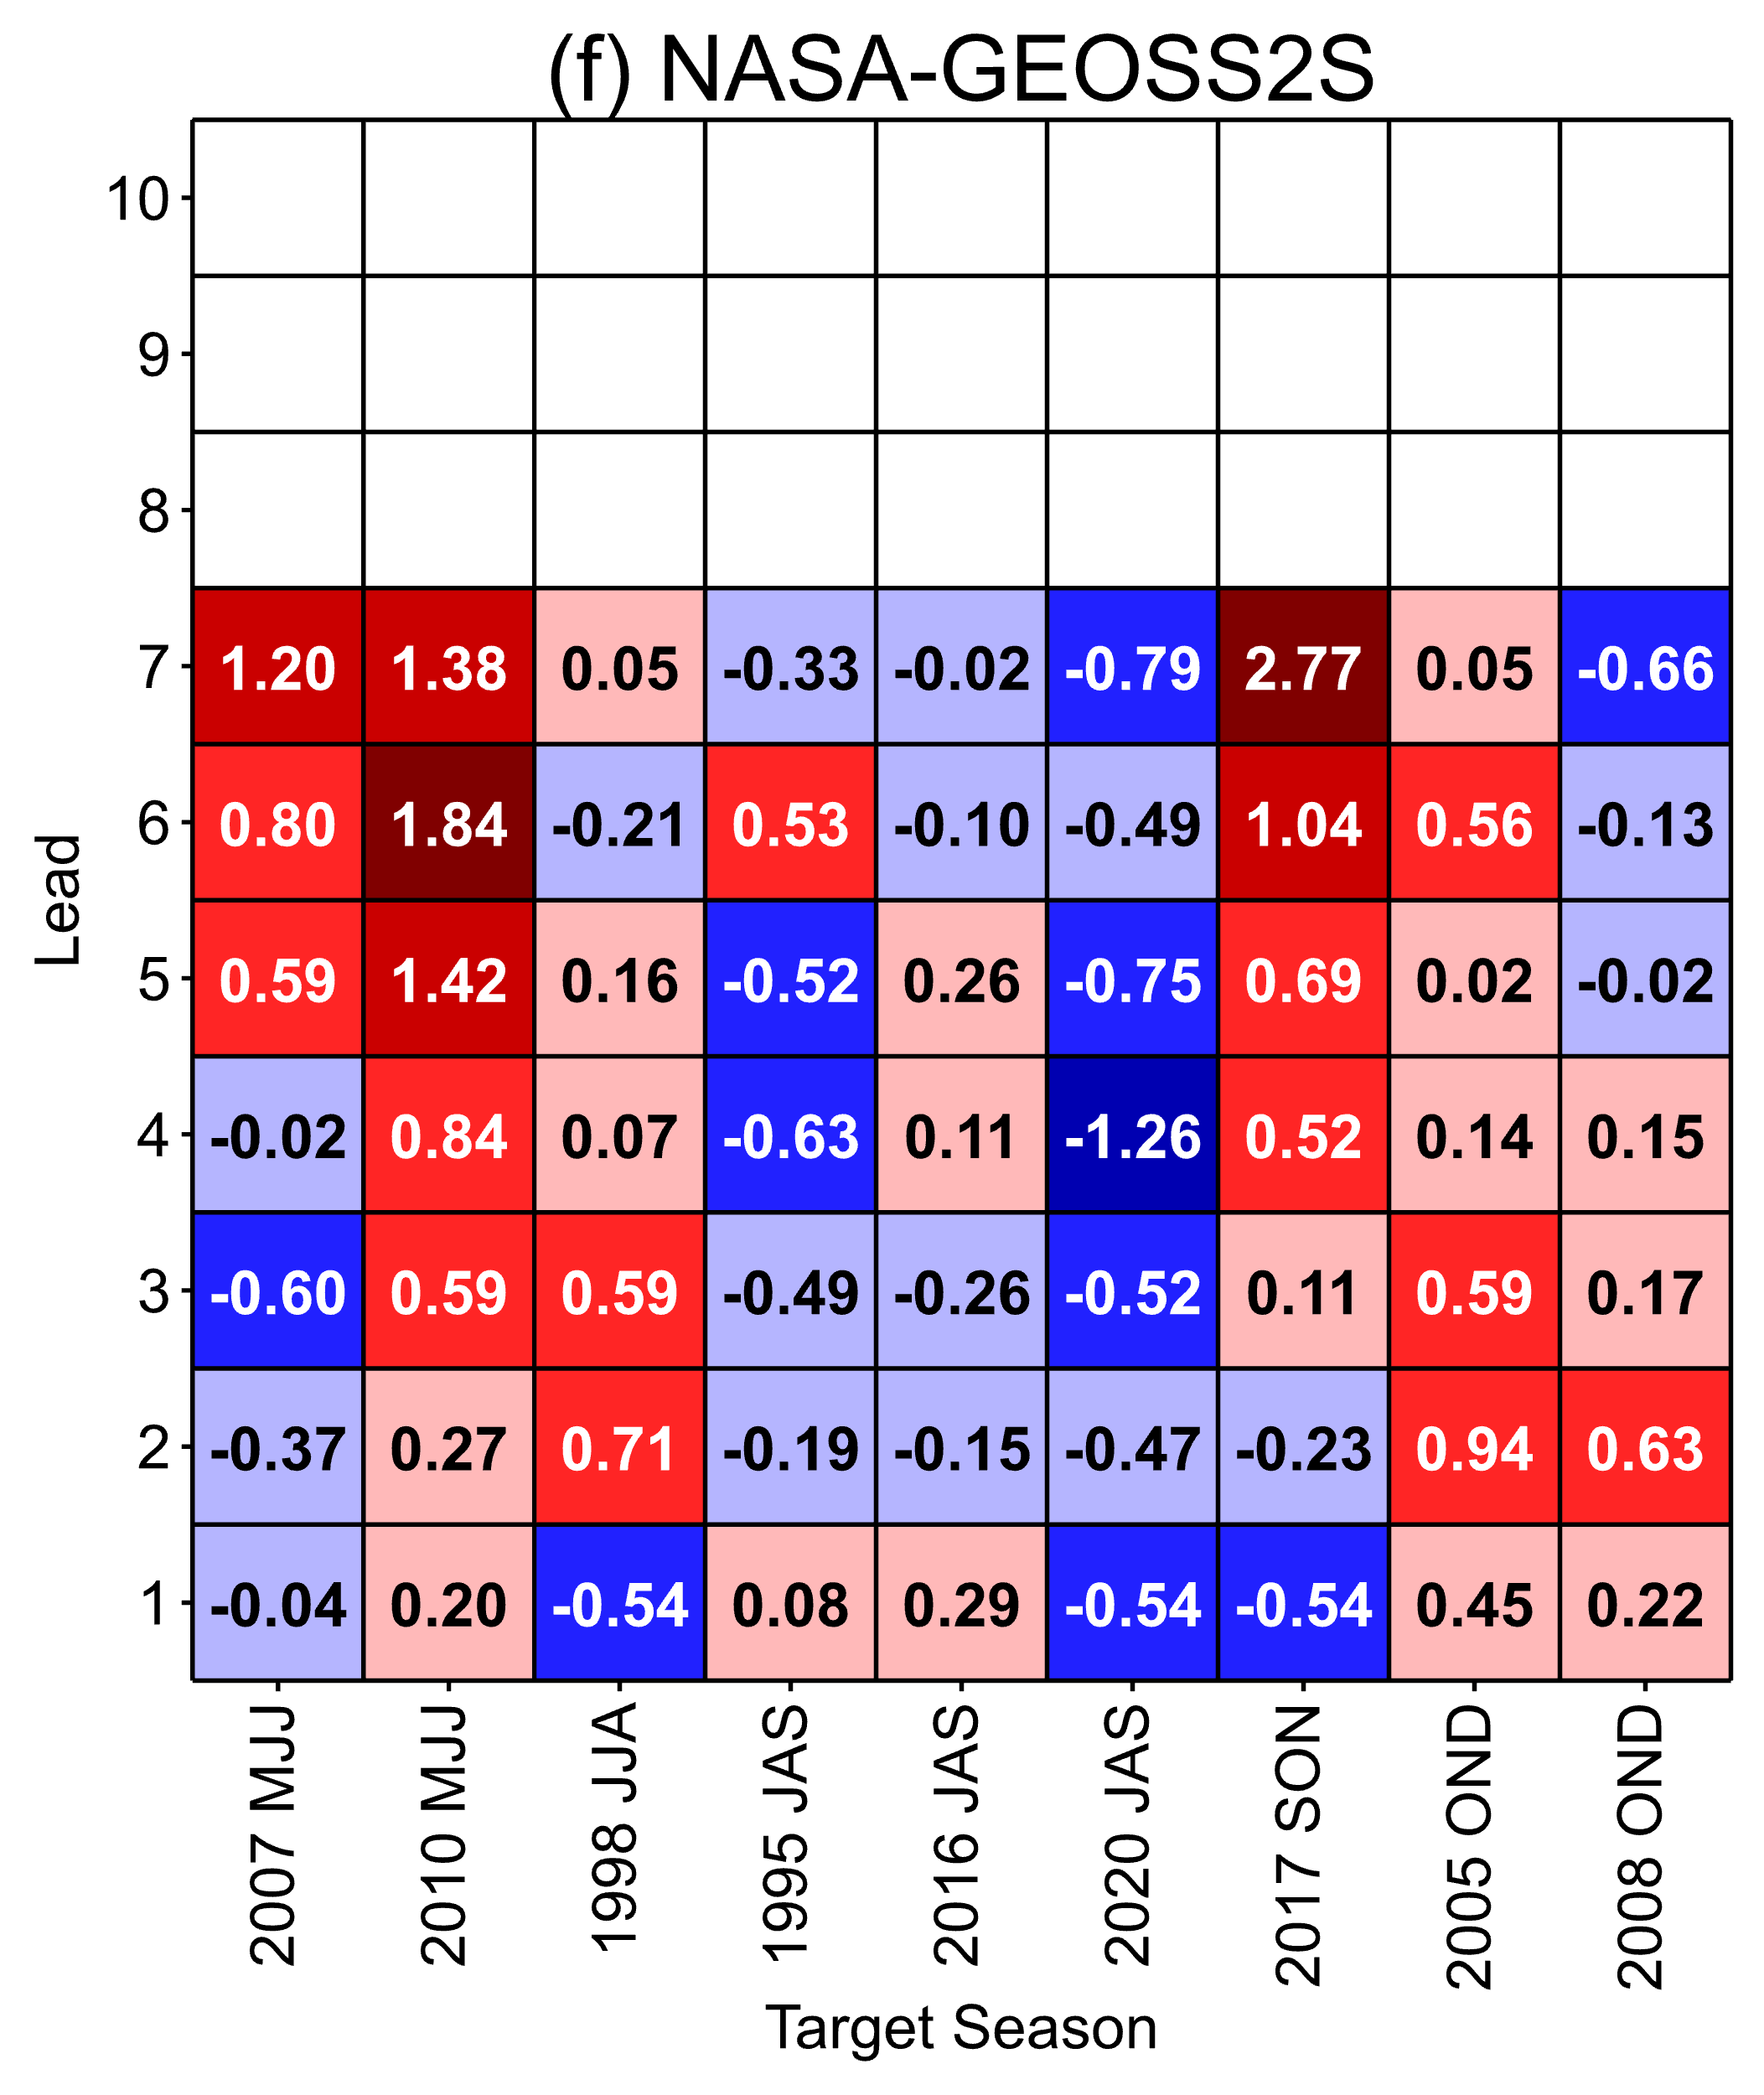 (f) NASA-GEOSS2S
10
9
8
7 1.20 1.38 0.05 -0.33 -0.02 -0.79 2.77 0.05 -0.66
6 0.80 1.84 -0.21 0.53 -0.10 -0.49 1.04 0.56 -0.13
5 0.59 1.42 0.16 -0.52 0.26 -0.75 0.69 0.02 -0.02
4 -0.02 0.84 0.07 -0.63 0.11 -1.26 0.52 0.14 0.15
3 -0.60 0.59 0.59 -0.49 -0.26 -0.52 0.11 0.59 0.17
2 -0.37 0.27 0.71 -0.19 -0.15 -0.47 -0.23 0.94 0.63
1 -0.04 0.20 -0.54 0.08 0.29 -0.54 -0.54 0.45 0.22
Lead
2007 MJJ
2010 MJJ
1998 JJA
1995 JAS
2016 JAS
2020 JAS
2017 SON
2005 OND
2008 OND
Target Season